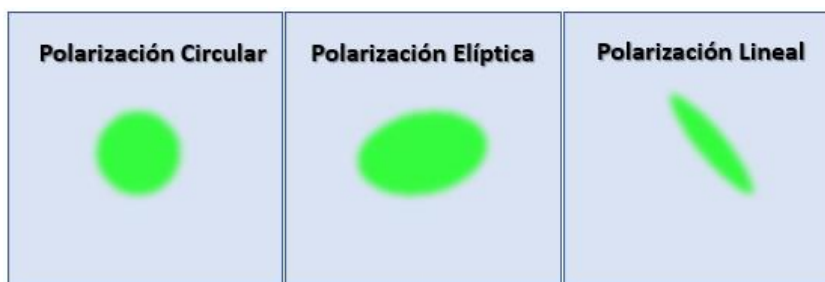 Polarización Circular
Polarización Elíptica
Polarización Lineal